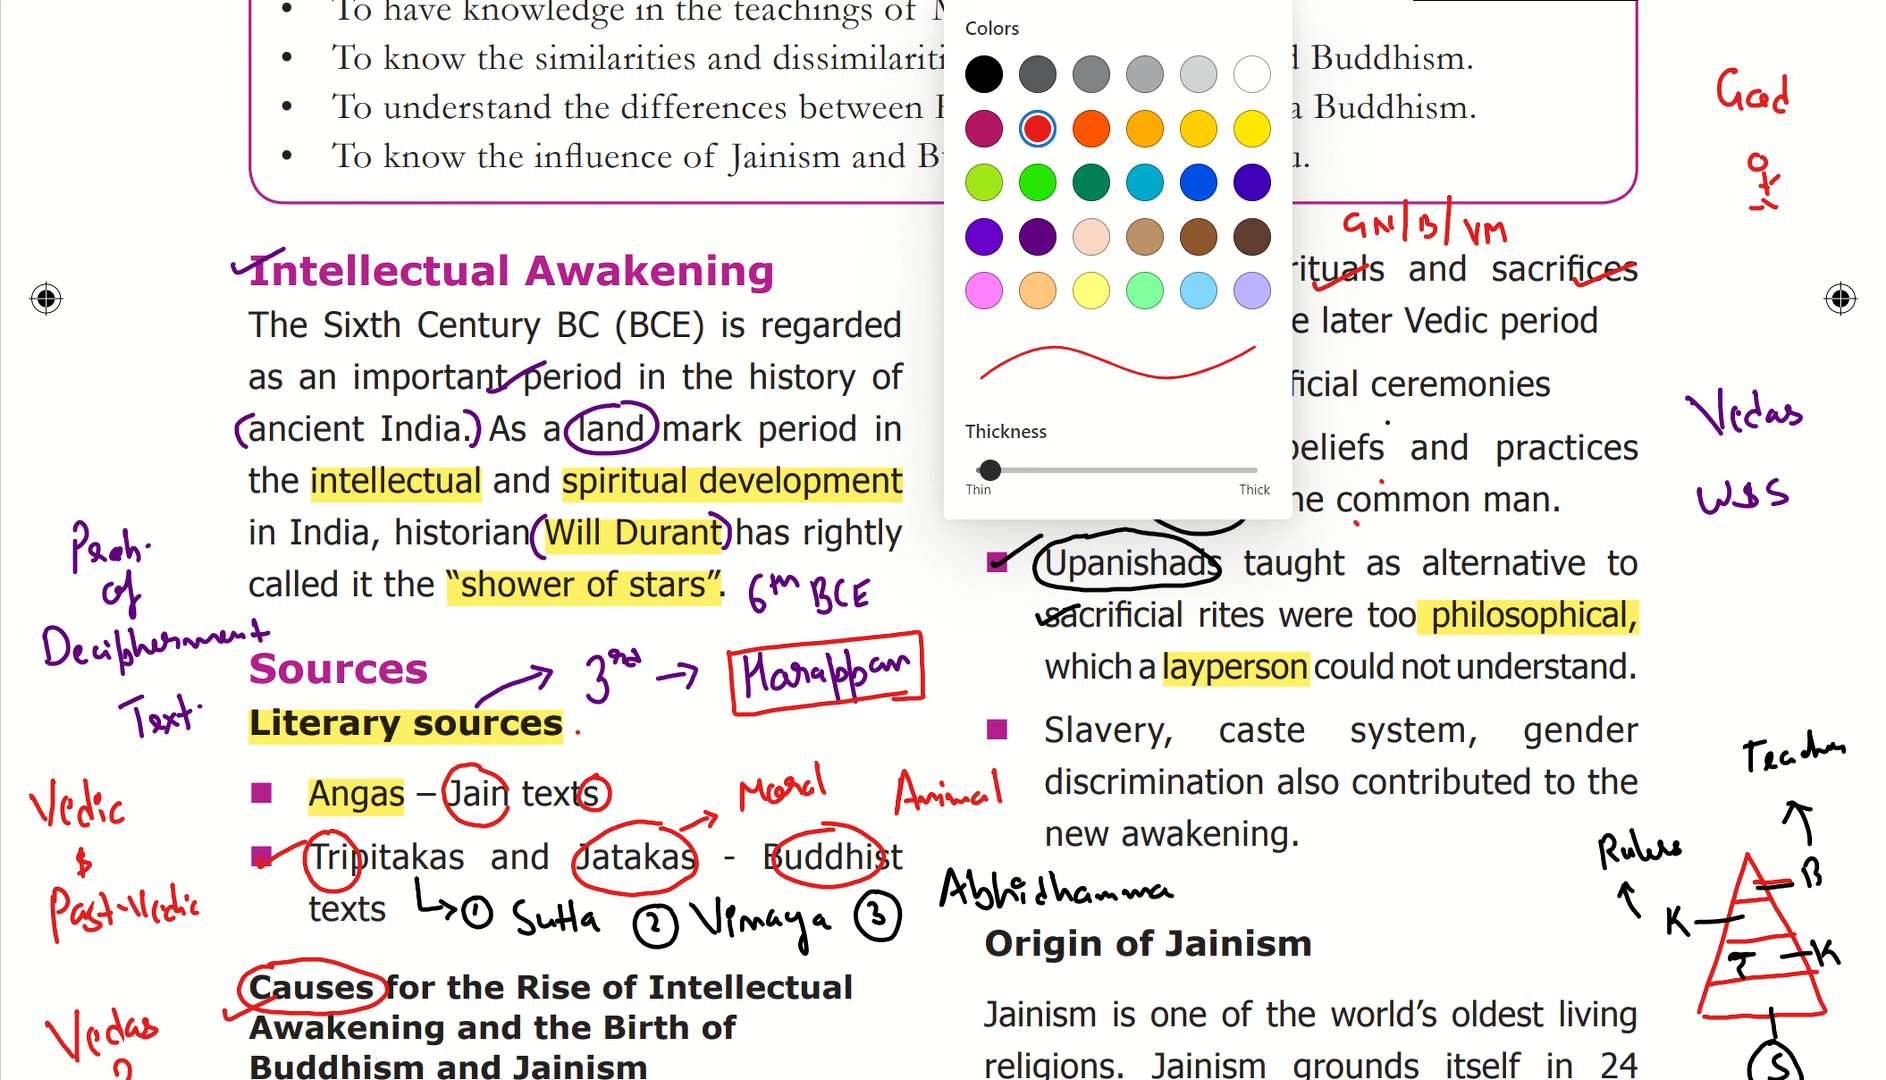 • To have knowledge in the teachings of
• To know the similarities and
Buddhism.
• To understand the differences between
a Buddhism.
• To know the influence of Jainism and
Colors
Thickness
Thin Thick
God
GN/B/VM
Intellectual Awakening
The Sixth Century BC (BCE) is regarded
as an important period in the history of
ancient India. As a land mark period in
the intellectual and spiritual development
in India, historian Will Durant has rightly
called it the “shower of stars”.
6th BCE
Prob.
of
Decipherment
Text.
Sources
3rd
Harappan
Literary sources
Angas – Jain texts
Moral
Animal
Tripitakas and Jatakas - Buddhist
texts
1 Sutta 2 Vinaya 3 Abhidhamma
Vedic
&
Post-Vedic
Vedas
?
Causes for the Rise of Intellectual
Awakening and the Birth of
Buddhism and Jainism
rituals and sacrifices
later Vedic period
ceremonies
beliefs and practices
common man.
Vedas
Upanishads taught as alternative to
sacrificial rites were too philosophical,
which a layperson could not understand.
Slavery, caste system, gender
discrimination also contributed to the
new awakening.
Teacher
Rulers
B
K
K
S
Origin of Jainism
Jainism is one of the world’s oldest living
religions. Jainism grounds itself in 24